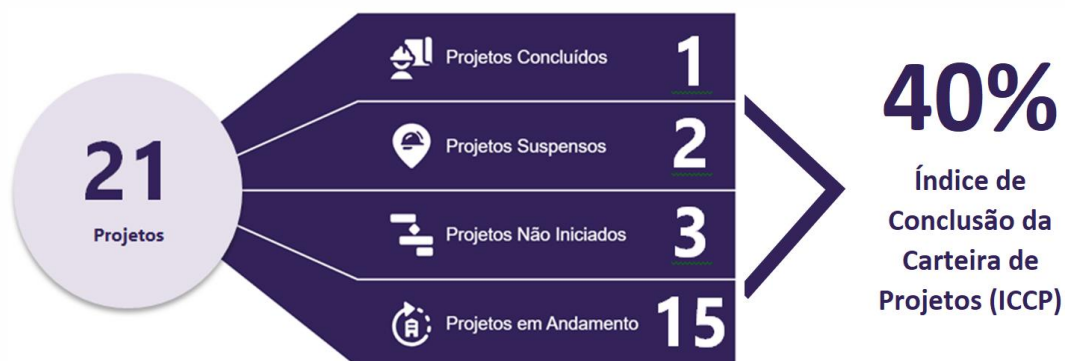 21
Projetos
Projetos Concluídos 1
Projetos Suspensos 2
Projetos Não Iniciados 3
Projetos em Andamento 15
40%
Índice de
Conclusão da
Carteira de
Projetos (ICCP)